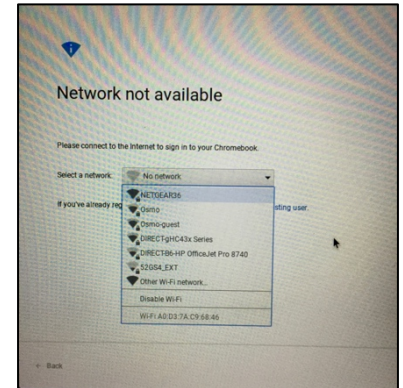 Network not available
Please connect to the Internet to sign in to your Chromebook.
Select a network: No network
If you've already reg sting user.
NETGEAR36
Osmo
Osmo-guest
DIRECT-gHC43x Series
DIRECT-B6-HP OfficeJet Pro 8740
52GS4_EXT
Other Wi-Fi network...
Disable Wi-Fi
Wi-Fi A0:D3:7A:C9:68:46
Back